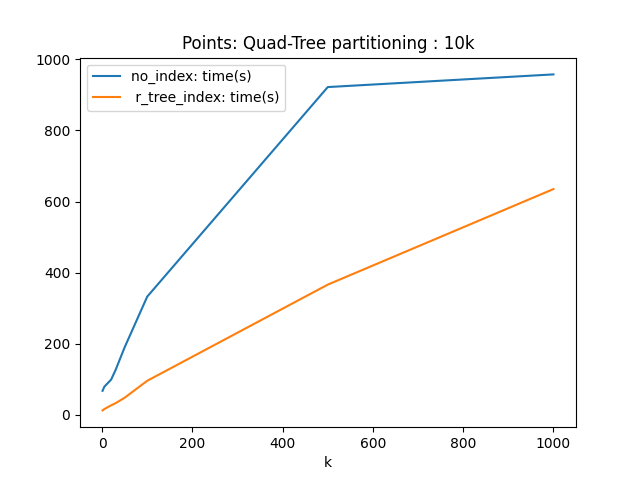 Points: Quad-Tree partitioning : 10k
no_index: time(s)
r_tree_index: time(s)
1000
800
600
400
200
0
0 200 400 600 800 1000
k